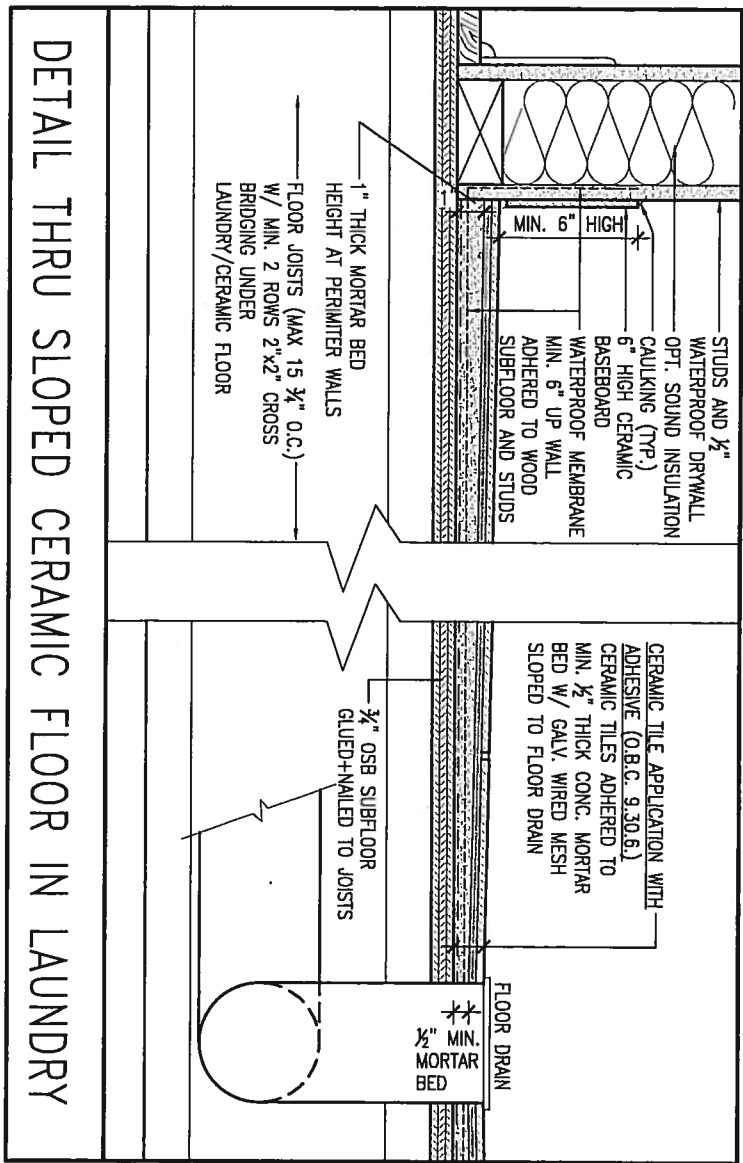 STUDS AND ½"
WATERPROOF DRYWALL
OPT. SOUND INSULATION
CAULKING (TYP.)
6" HIGH CERAMIC
BASEBOARD
WATERPROOF MEMBRANE
MIN. 6" UP WALL
ADHERED TO WOOD
SUBFLOOR AND STUDS
MIN. 6" HIGH
1"
1" THICK MORTAR BED
HEIGHT AT PERIMITER WALLS
FLOOR JOISTS (MAX 15 ¾" O.C.)
W/ MIN. 2 ROWS 2"x2" CROSS
BRIDGING UNDER
LAUNDRY/CERAMIC FLOOR
CERAMIC TILE APPLICATION WITH
ADHESIVE (O.B.C. 9.30.6.)
CERAMIC TILES ADHERED TO
MIN. ½" THICK CONC. MORTAR
BED W/ GALV. WIRED MESH
SLOPED TO FLOOR DRAIN
¾" OSB SUBFLOOR
GLUED+NAILED TO JOISTS
FLOOR DRAIN
½" MIN.
MORTAR
BED
DETAIL THRU SLOPED CERAMIC FLOOR IN LAUNDRY